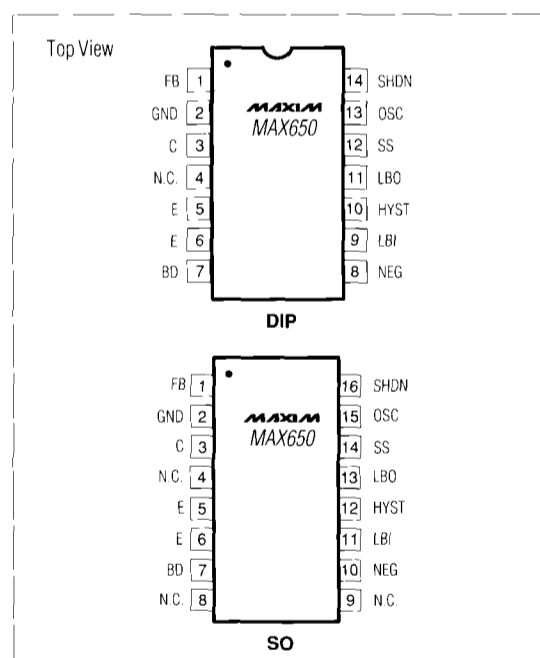 Top View
FB 1 14 SHDN
GND 2 MAXIM 13 OSC
C 3 MAX650 12 SS
N.C. 4 11 LBO
E 5 10 HYST
E 6 9 LBI
BD 7 8 NEG
DIP
FB 1 16 SHDN
GND 2 MAXIM 15 OSC
C 3 MAX650 14 SS
N.C. 4 13 LBO
E 5 12 HYST
E 6 11 LBI
BD 7 10 NEG
N.C. 8 9 N.C.
SO